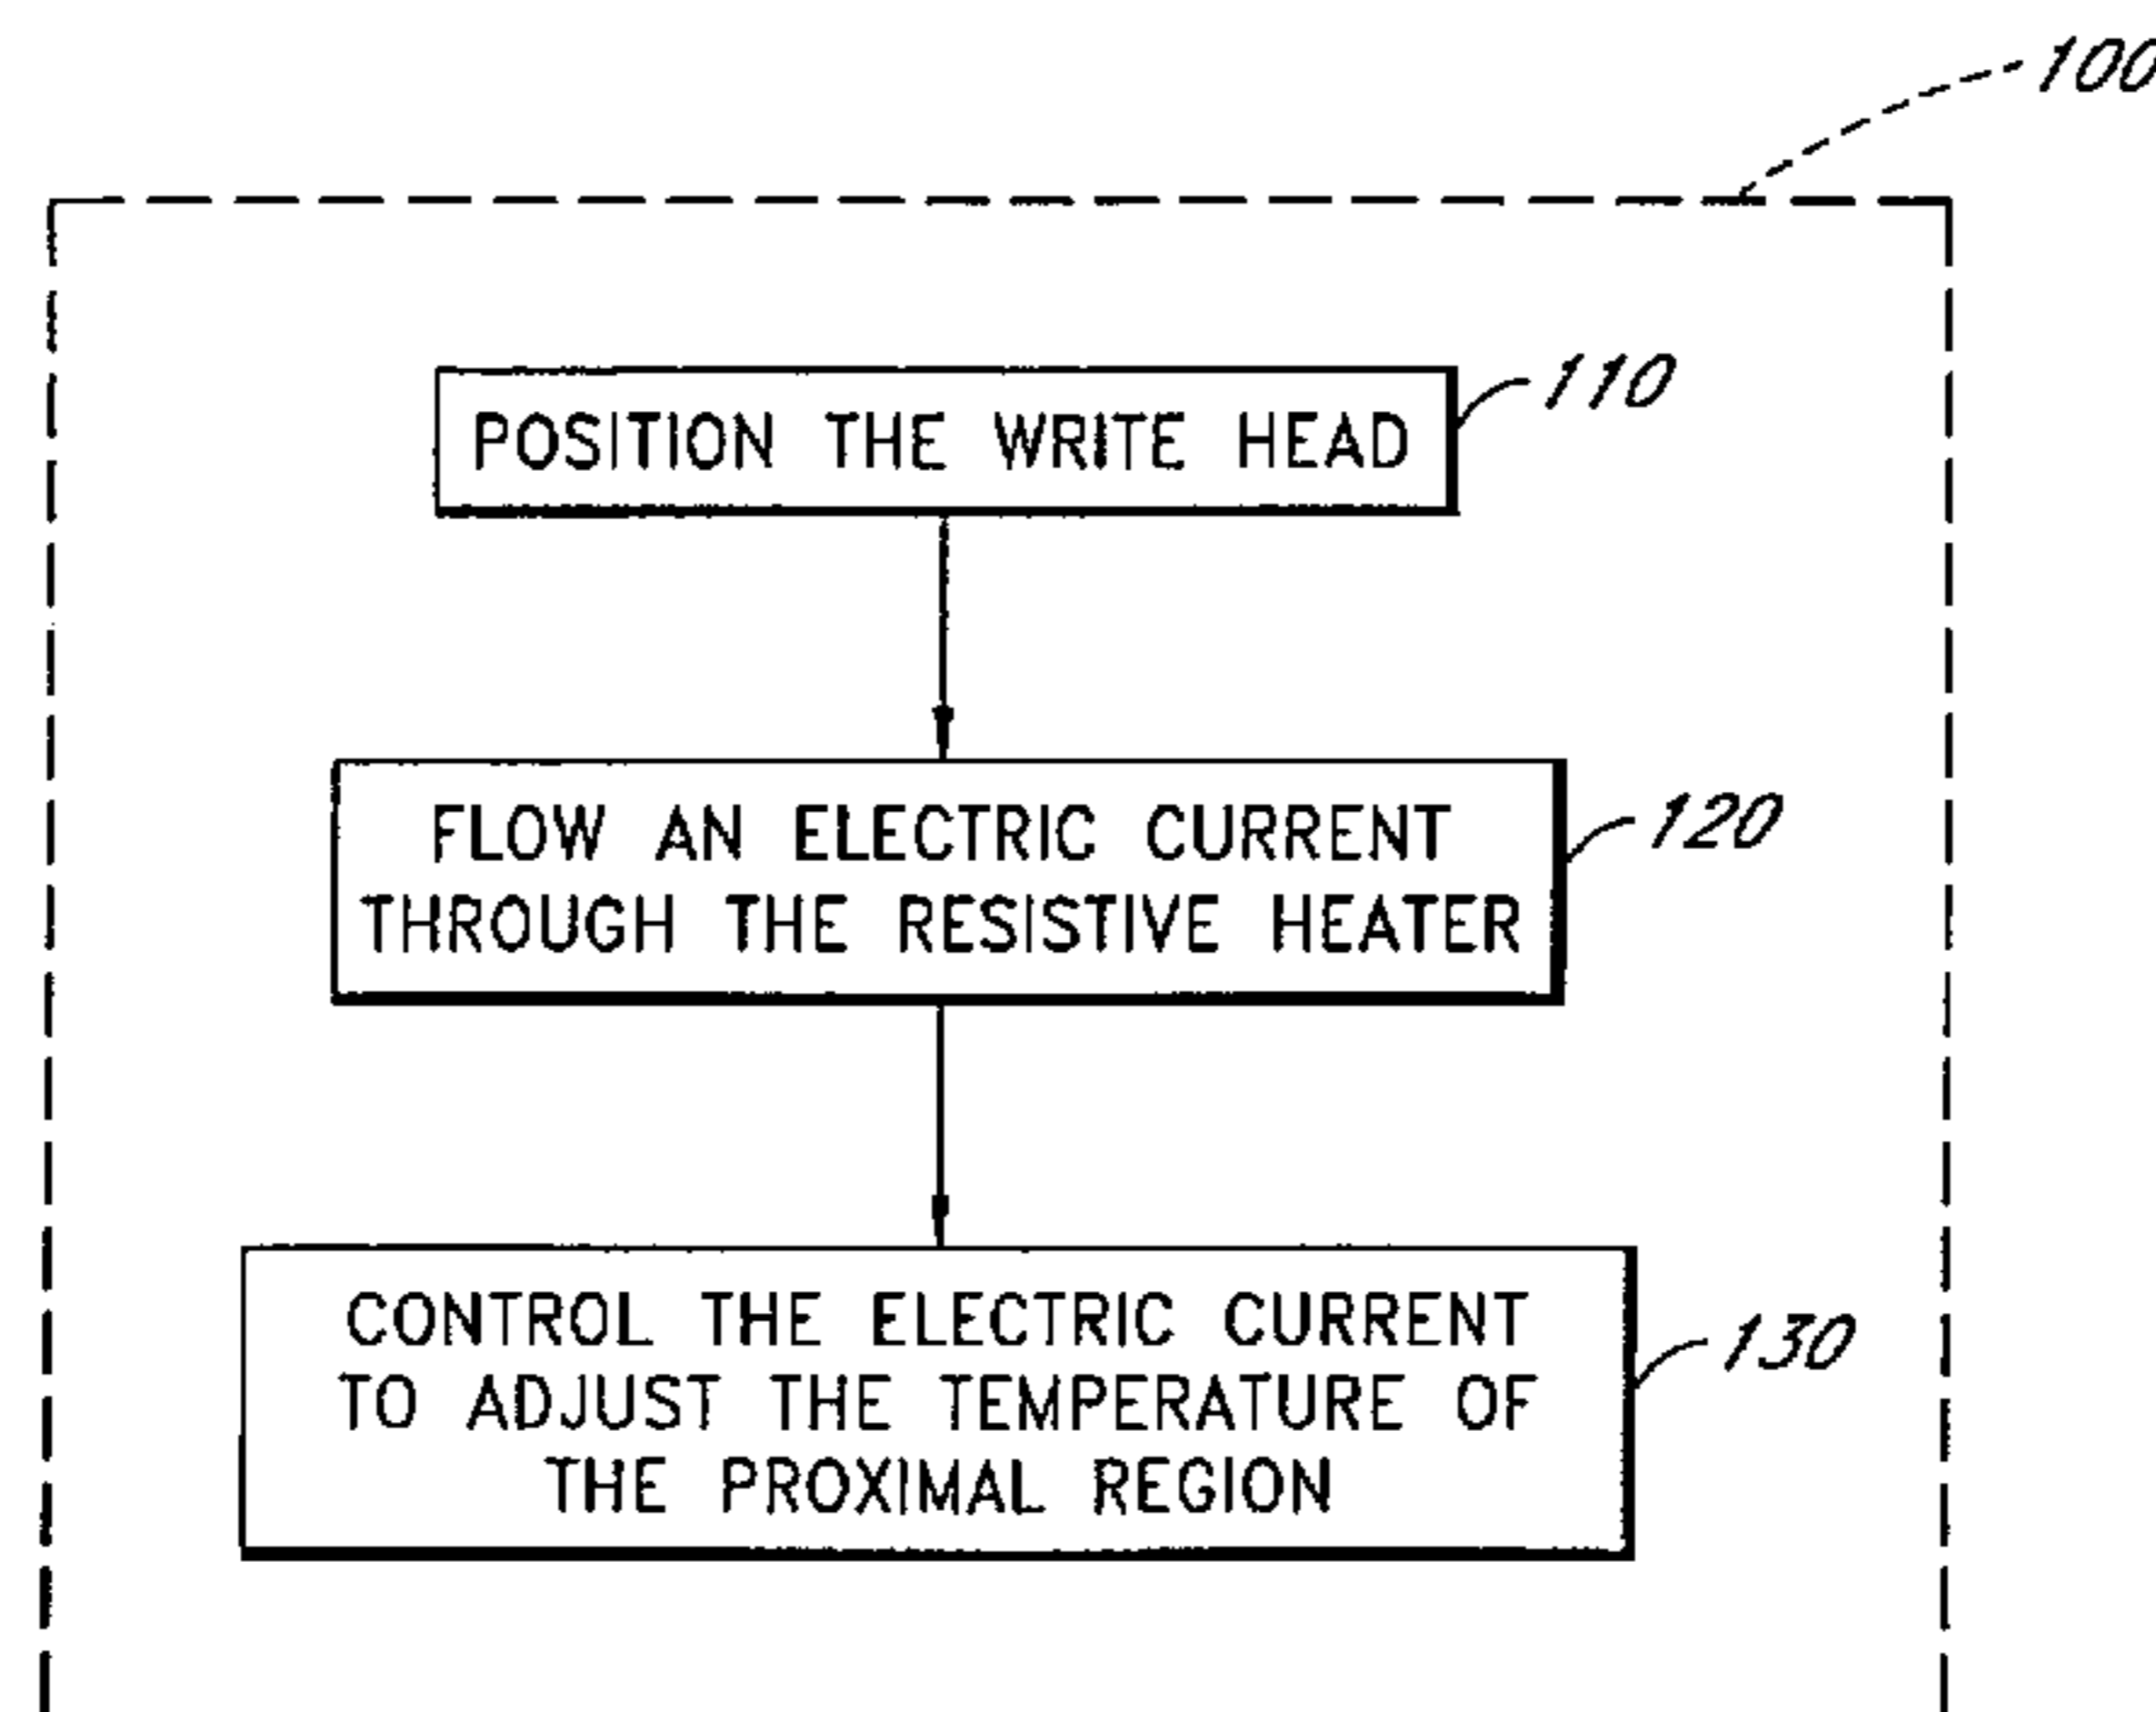 100
110
POSITION THE WRITE HEAD
120
FLOW AN ELECTRIC CURRENT
THROUGH THE RESISTIVE HEATER
130
CONTROL THE ELECTRIC CURRENT
TO ADJUST THE TEMPERATURE OF
THE PROXIMAL REGION